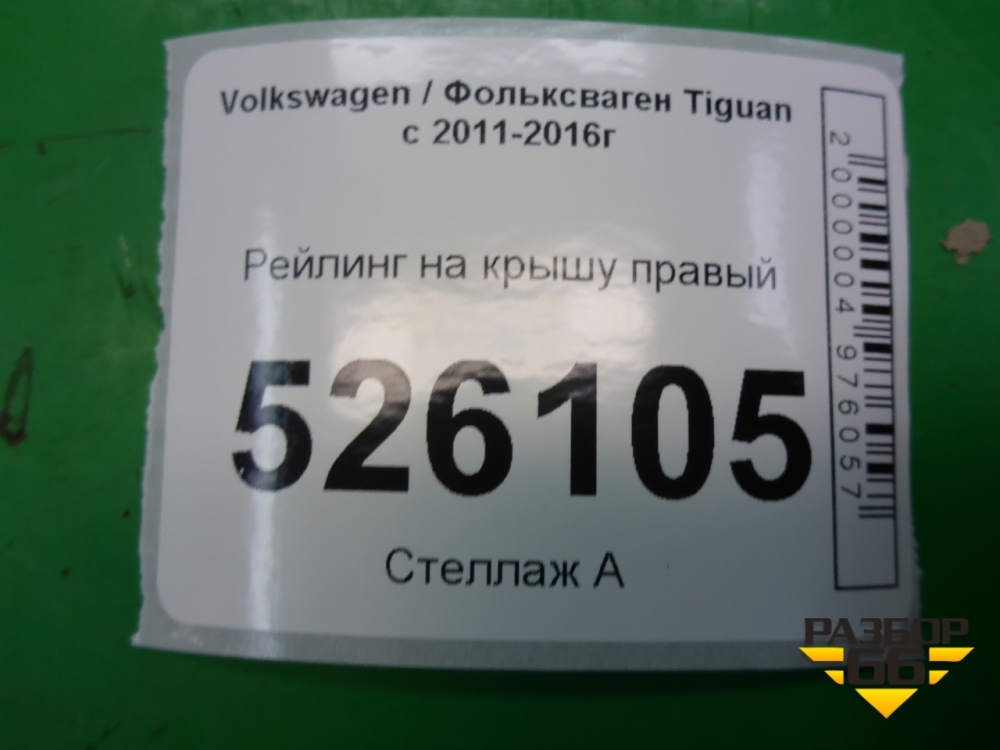 Volkswagen / Фольксваген Tiguan
с 2011-2016г
Рейлинг на крышу правый
526105
Стеллаж А
2000004976057
РАЗБОР
66